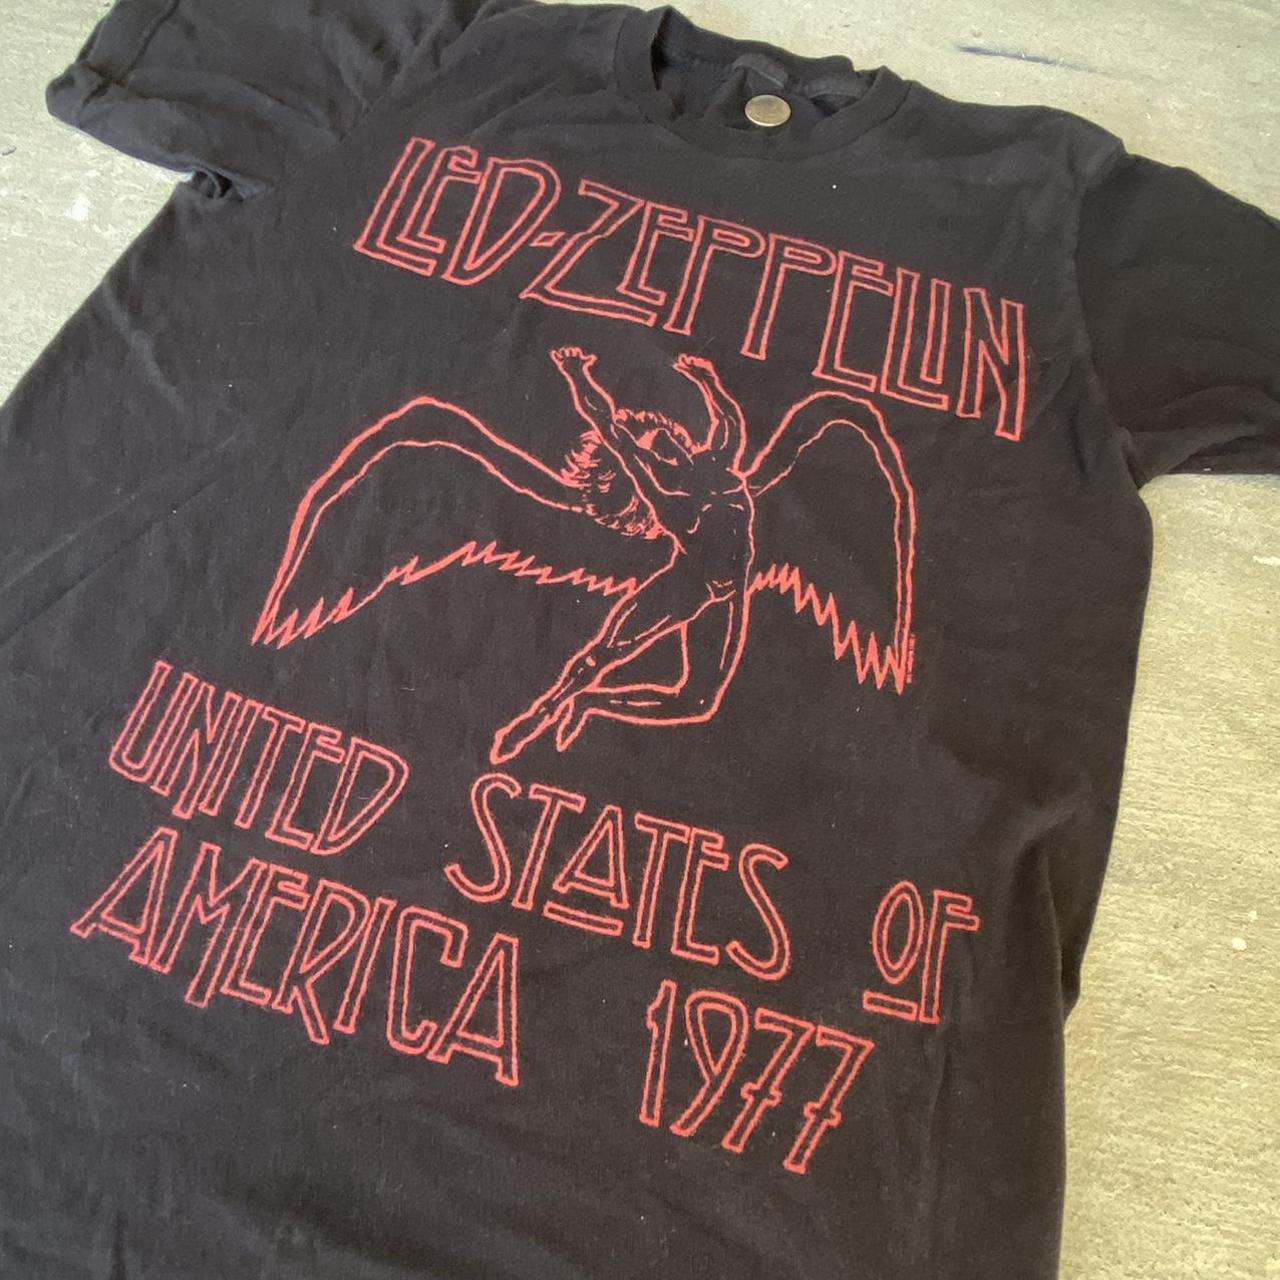 LED-ZEPPELIN
UNITED STATES OF
AMERICA 1977